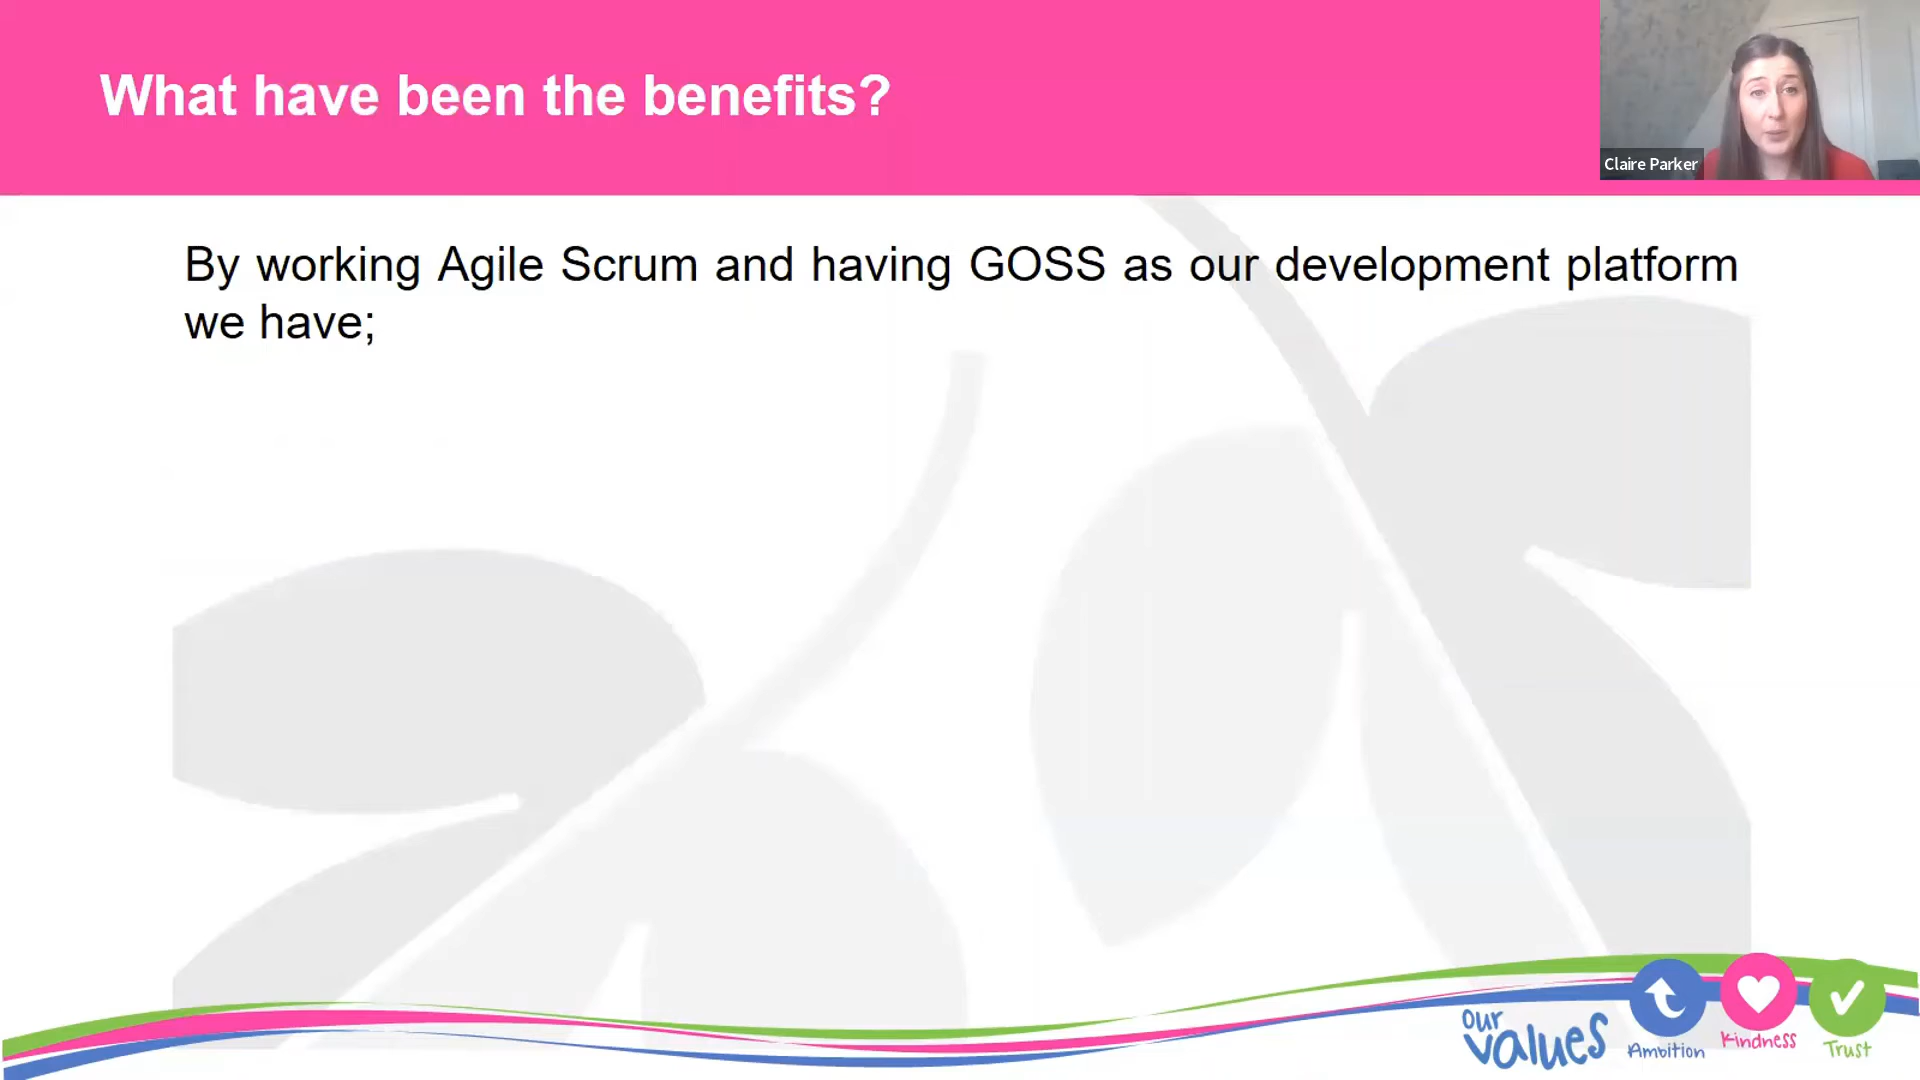 What have been the benefits?
Claire Parker
By working Agile Scrum and having GOSS as our development platform
we have;
our
values
Ambition
Kindness
Trust